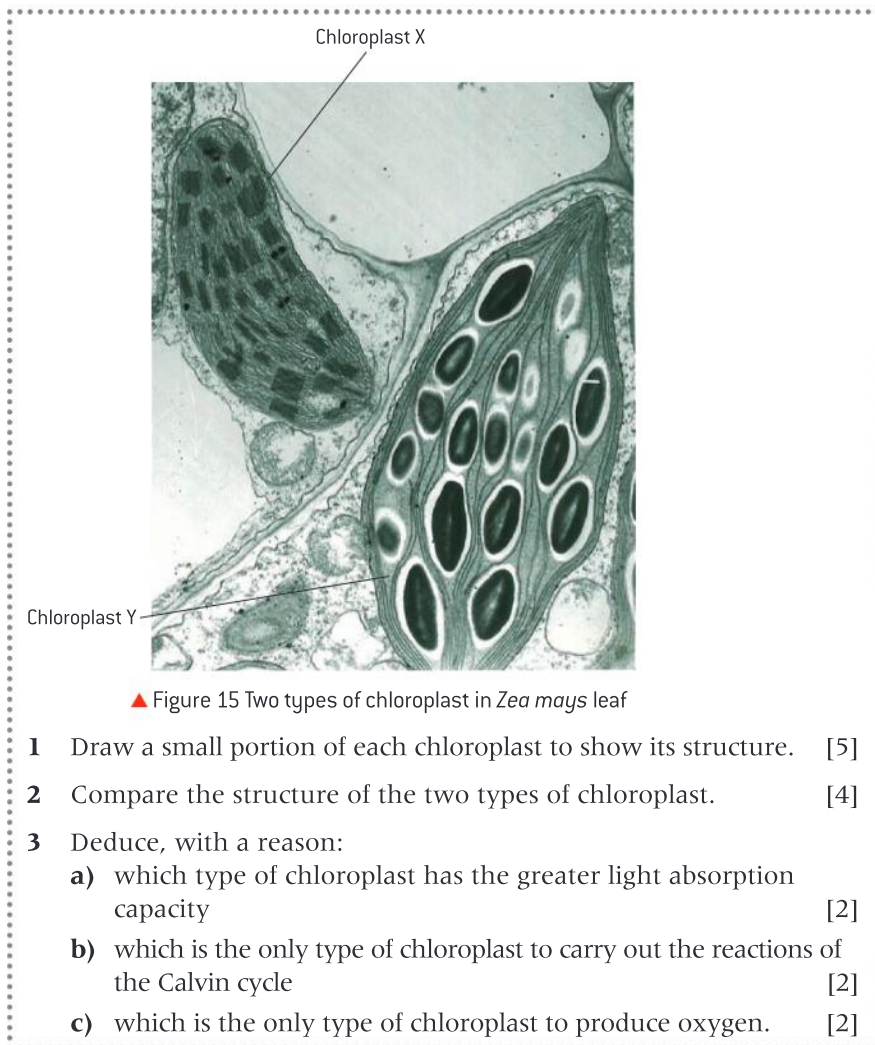 Chloroplast X
Chloroplast Y
▲ Figure 15 Two types of chloroplast in Zea mays leaf
1 Draw a small portion of each chloroplast to show its structure. [5]
2 Compare the structure of the two types of chloroplast. [4]
3 Deduce, with a reason:
a) which type of chloroplast has the greater light absorption
capacity [2]
b) which is the only type of chloroplast to carry out the reactions of
the Calvin cycle [2]
c) which is the only type of chloroplast to produce oxygen. [2]